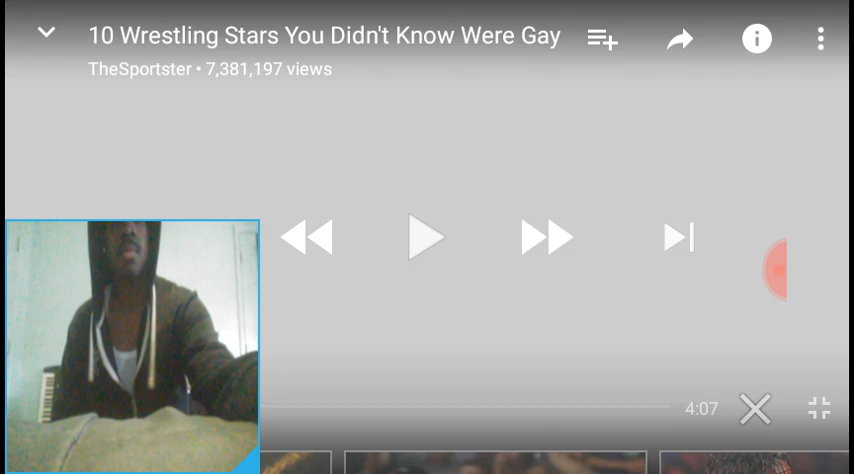 10 Wrestling Stars You Didn't Know Were Gay
TheSportster • 7,381,197 views
4:07